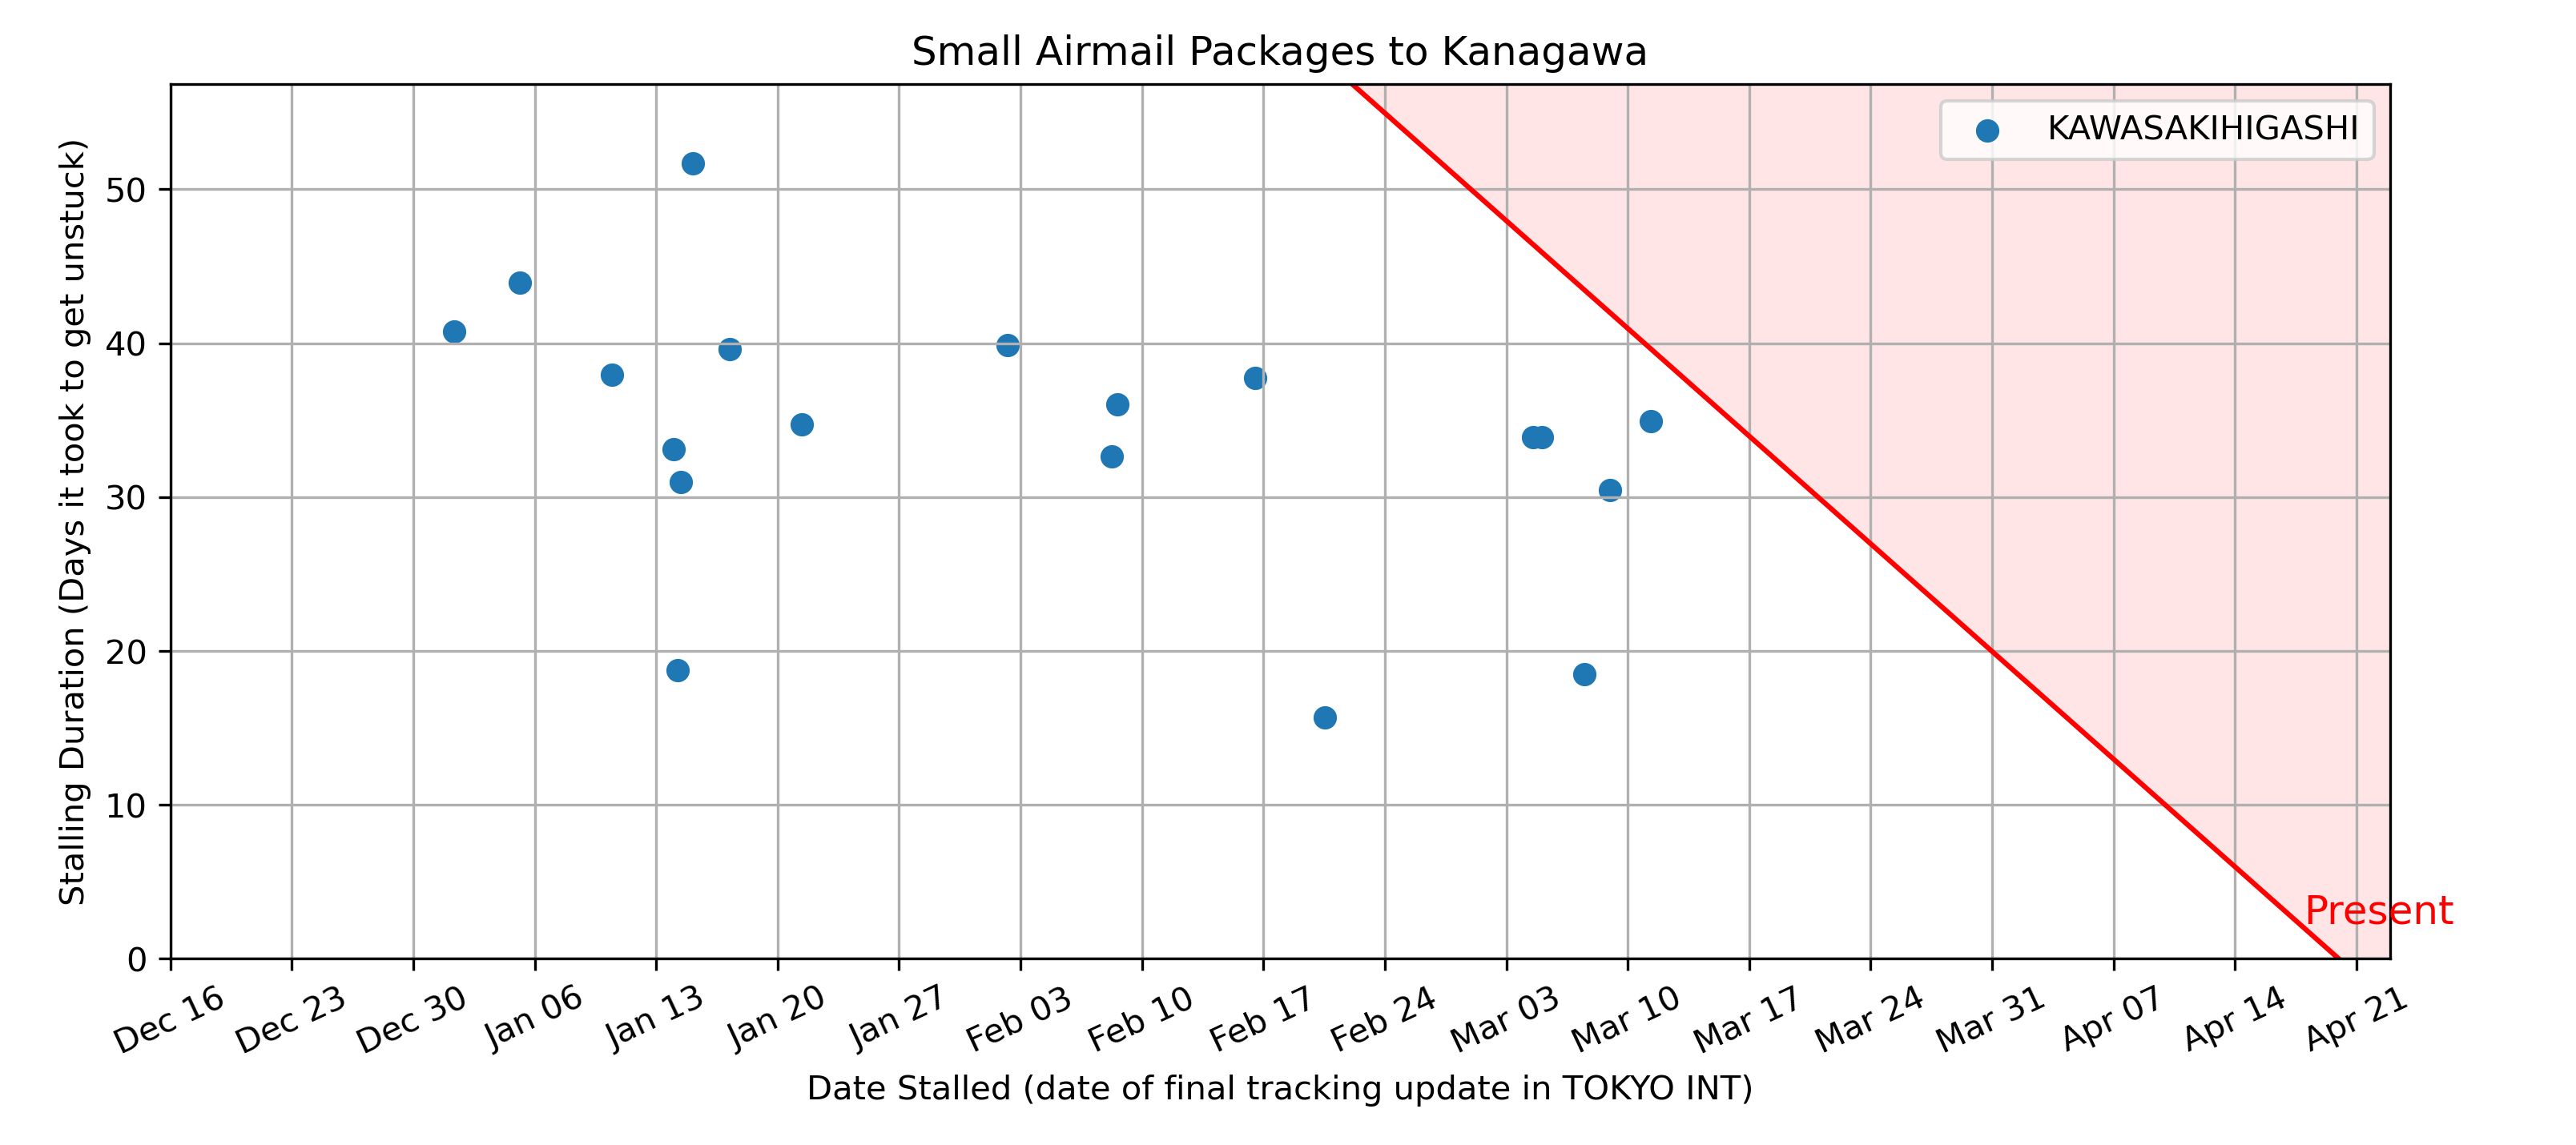 Small Airmail Packages to Kanagawa
KAWASAKIHIGASHI
Stalling Duration (Days it took to get unstuck)
50
40
30
20
10
0
Present
Dec 16
Dec 23
Dec 30
Jan 06
Jan 13
Jan 20
Jan 27
Feb 03
Feb 10
Feb 17
Feb 24
Mar 03
Mar 10
Mar 17
Mar 24
Mar 31
Apr 07
Apr 14
Apr 21
Date Stalled (date of final tracking update in TOKYO INT)